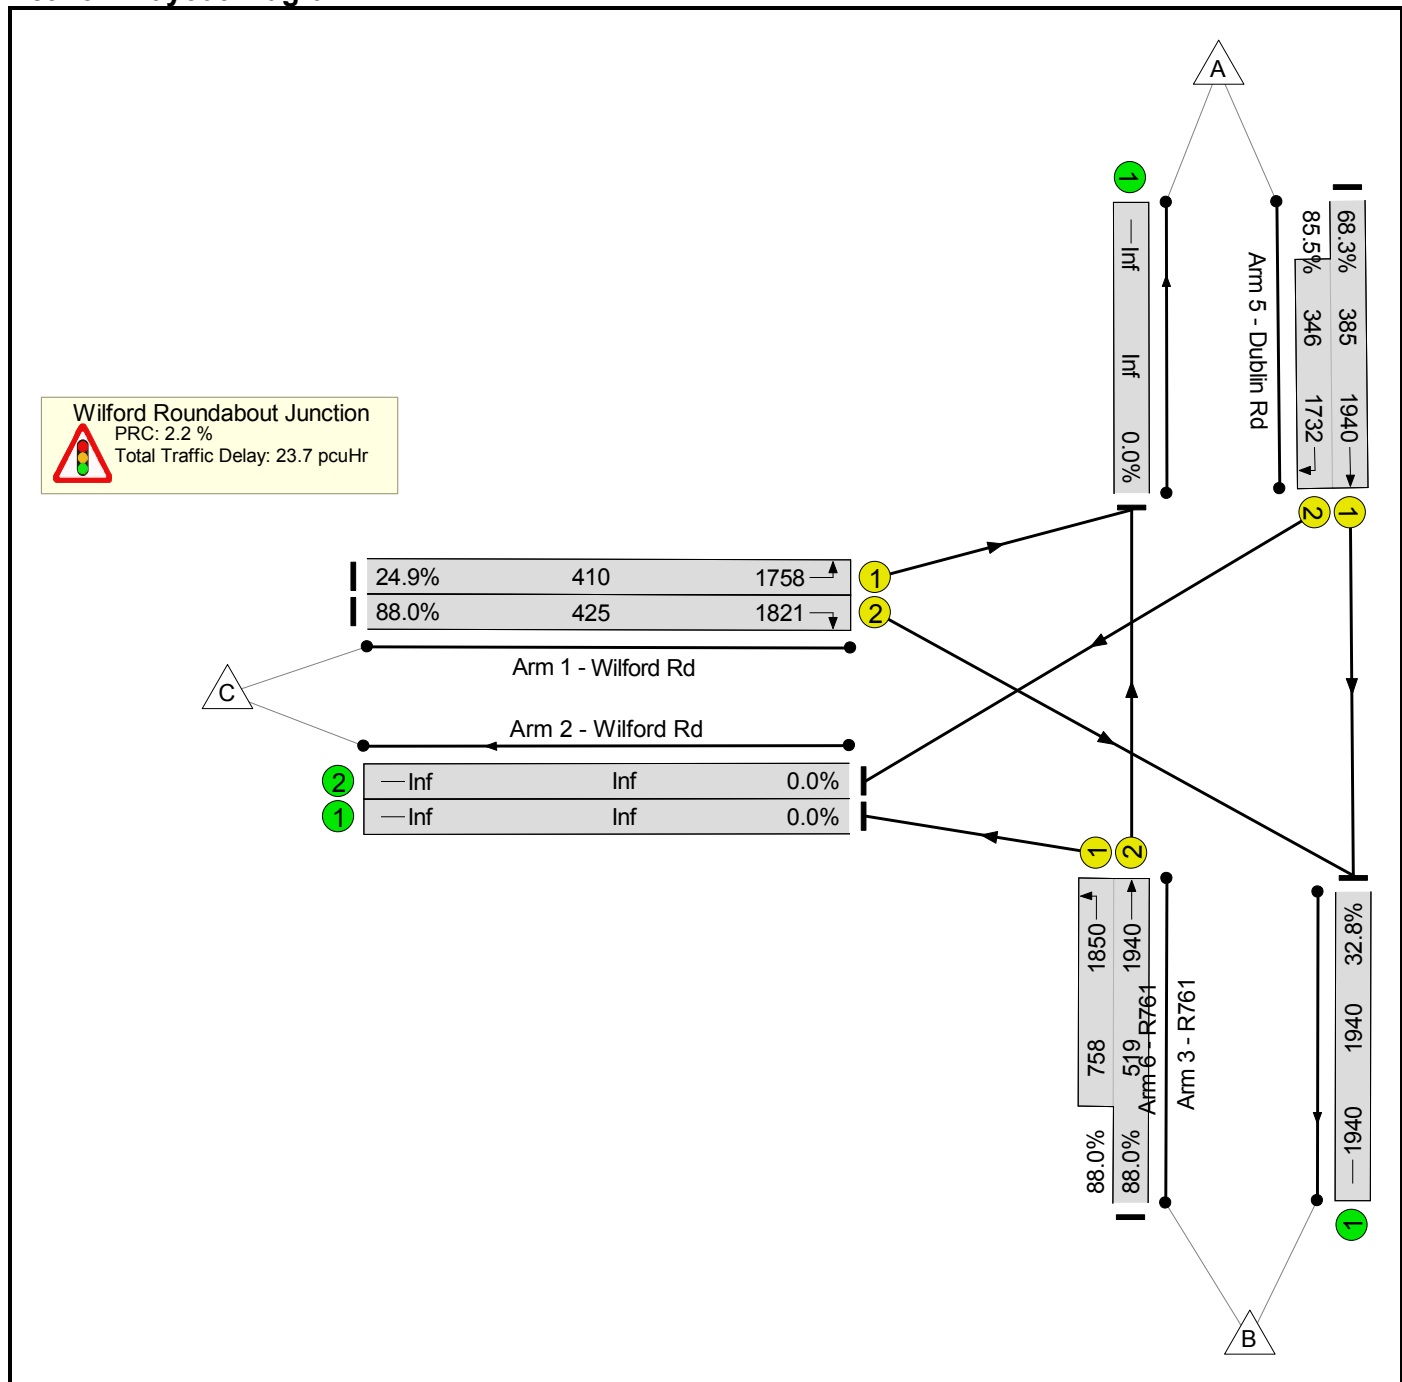 A
1
Inf
Inf
0.0%
Arm 5 - Dublin Rd
68.3% 385 1940
85.5% 346 1732
2 1
Wilford Roundabout Junction
PRC: 2.2 %
Total Traffic Delay: 23.7 pcuHr
24.9% 410 1758 1
88.0% 425 1821 2
Arm 1 - Wilford Rd
C
Arm 2 - Wilford Rd
2 Inf Inf 0.0%
1 Inf Inf 0.0%
1 2
1850 758 88.0%
1940 519 88.0%
Arm 6 - R761
Arm 3 - R761
32.8% 1940 1940
1
B